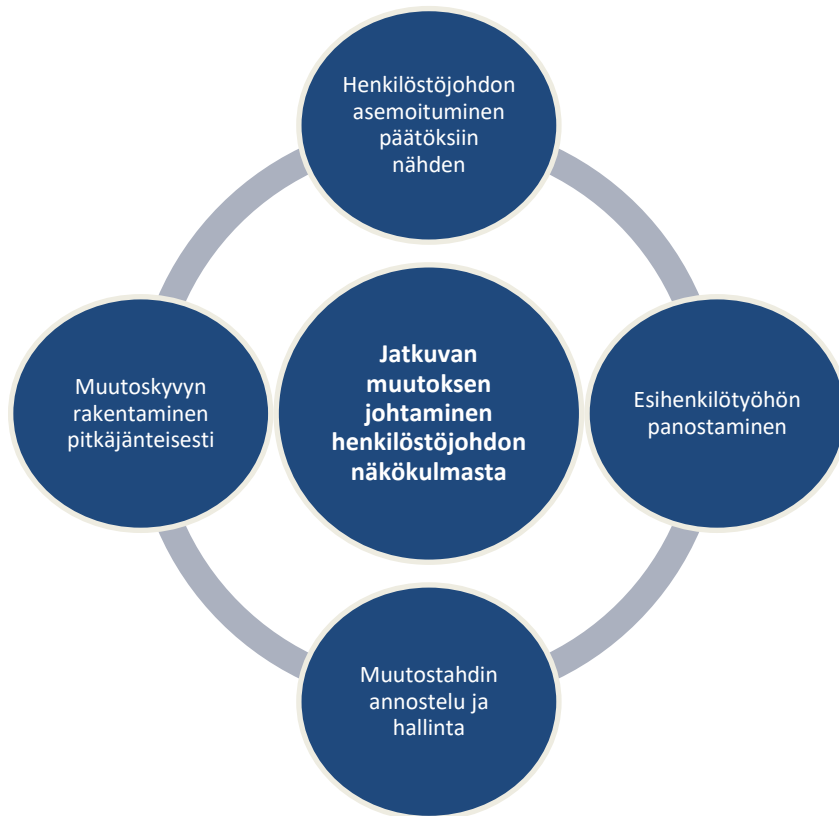 Henkilöstöjohdon
asemoituminen
päätöksiin
nähden
Muutoskyvyn
rakentaminen
pitkäjänteisesti
Jatkuvan
muutoksen
johtaminen
henkilöstöjohdon
näkökulmasta
Esihenkilötyöhön
panostaminen
Muutostahdin
annostelu ja
hallinta